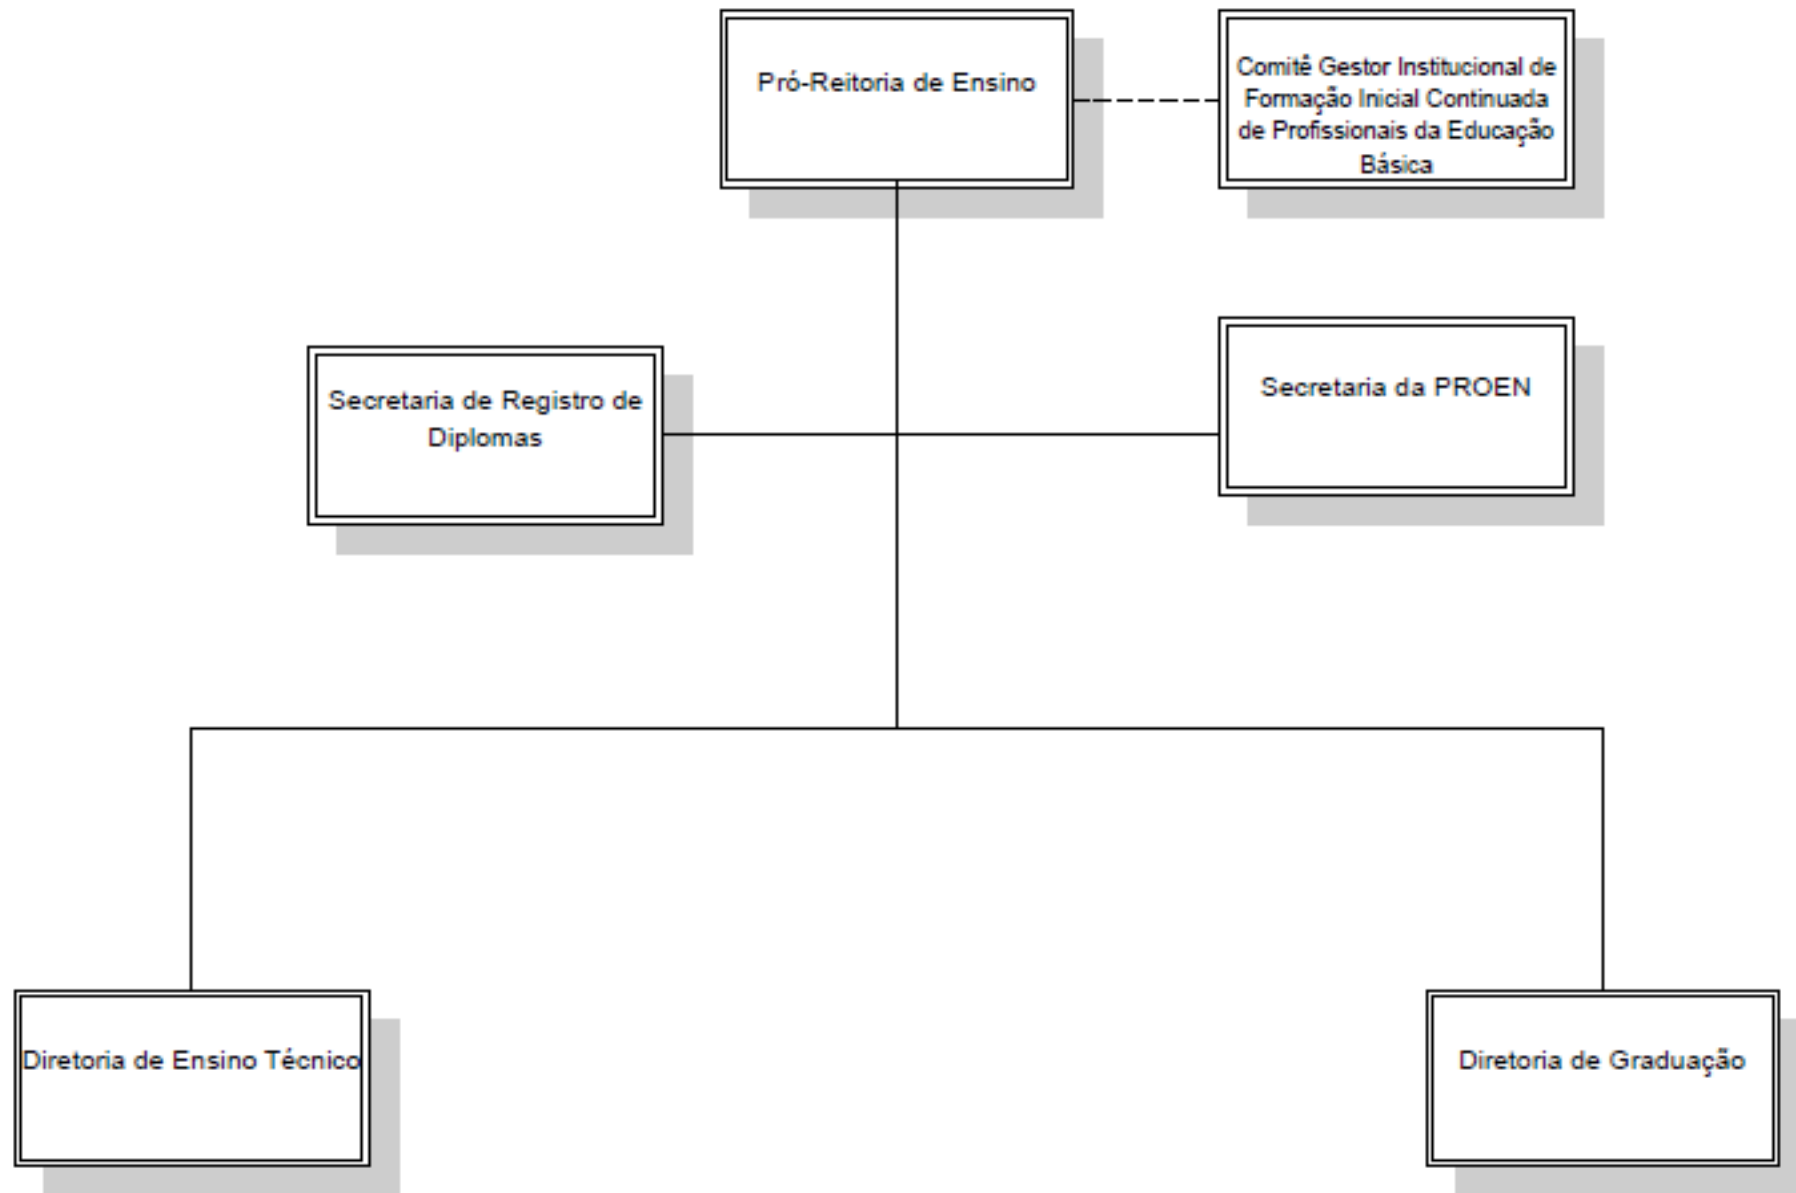 Pró-Reitoria de Ensino
Comitê Gestor Institucional de
Formação Inicial Continuada
de Profissionais da Educação
Básica
Secretaria de Registro de
Diplomas
Secretaria da PROEN
Diretoria de Ensino Técnico
Diretoria de Graduação